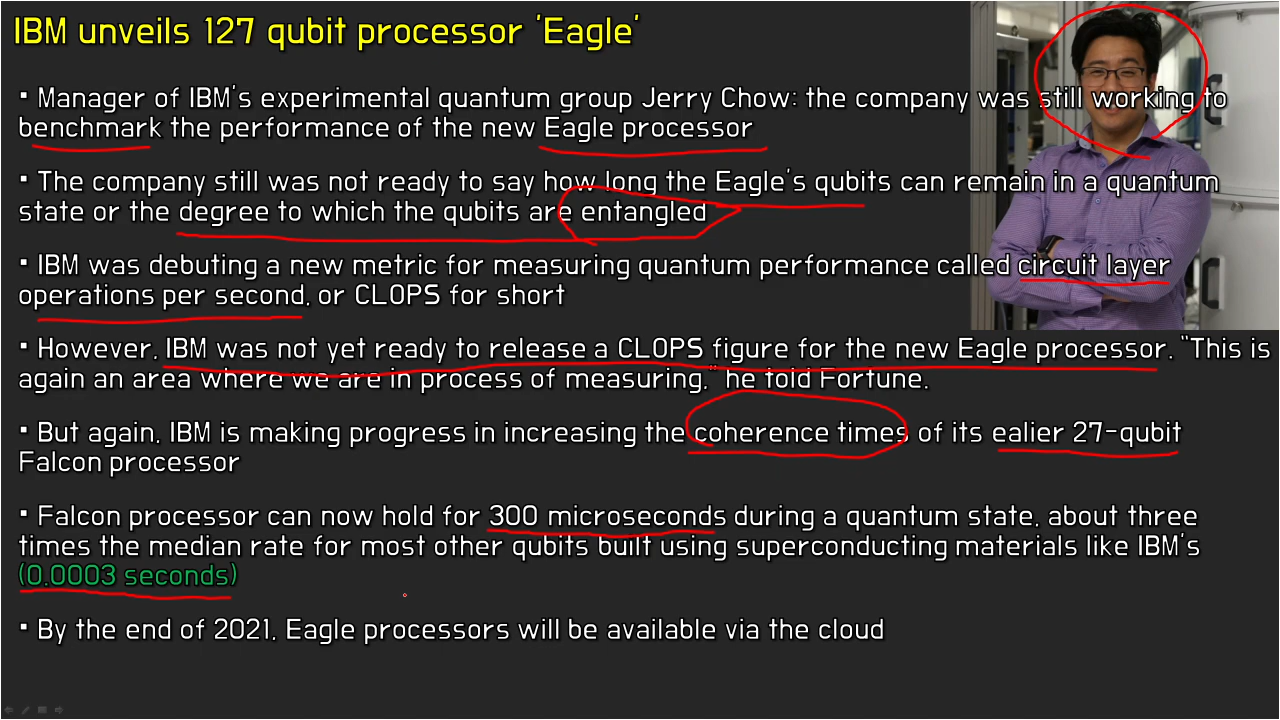 IBM unveils 127 qubit processor 'Eagle'
▪ Manager of IBM's experimental quantum group Jerry Chow: the company was still working to
benchmark the performance of the new Eagle processor
▪ The company still was not ready to say how long the Eagle's qubits can remain in a quantum
state or the degree to which the qubits are entangled
▪ IBM was debuting a new metric for measuring quantum performance called circuit layer
operations per second, or CLOPS for short
▪ However, IBM was not yet ready to release a CLOPS figure for the new Eagle processor. "This is
again an area where we are in process of measuring," he told Fortune.
▪ But again, IBM is making progress in increasing the coherence times of its ealier 27-qubit
Falcon processor
▪ Falcon processor can now hold for 300 microseconds during a quantum state, about three
times the median rate for most other qubits built using superconducting materials like IBM's
(0.0003 seconds)
▪ By the end of 2021, Eagle processors will be available via the cloud